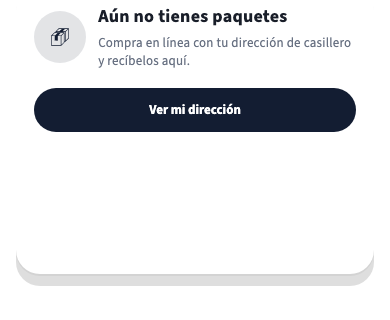 Aún no tienes paquetes
Compra en línea con tu dirección de casillero
y recíbelos aquí.
Ver mi dirección